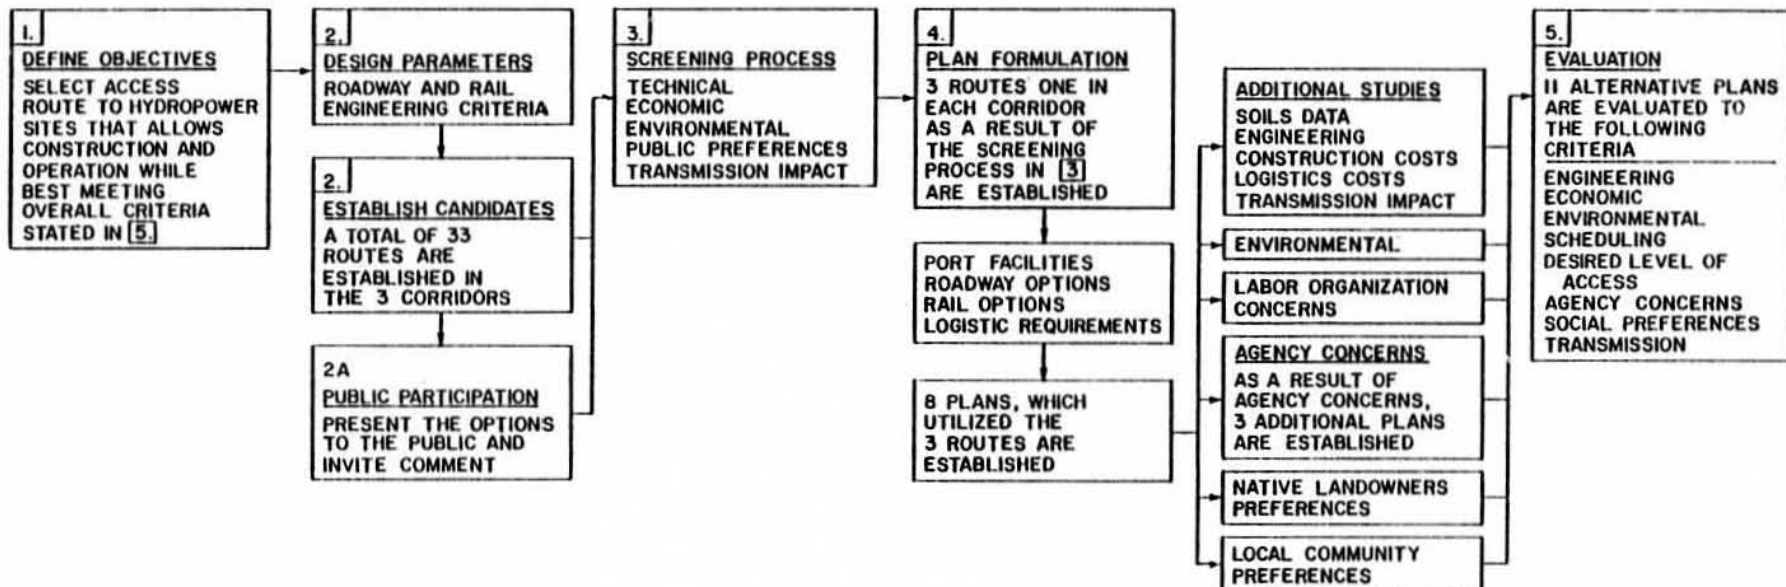 1.
DEFINE OBJECTIVES
SELECT ACCESS
ROUTE TO HYDROPOWER
SITES THAT ALLOWS
CONSTRUCTION AND
OPERATION WHILE
BEST MEETING
OVERALL CRITERIA
STATED IN 5.
2.
DESIGN PARAMETERS
ROADWAY AND RAIL
ENGINEERING CRITERIA
2.
ESTABLISH CANDIDATES
A TOTAL OF 33
ROUTES ARE
ESTABLISHED IN
THE 3 CORRIDORS
2A
PUBLIC PARTICIPATION
PRESENT THE OPTIONS
TO THE PUBLIC AND
INVITE COMMENT
3.
SCREENING PROCESS
TECHNICAL
ECONOMIC
ENVIRONMENTAL
PUBLIC PREFERENCES
TRANSMISSION IMPACT
4.
PLAN FORMULATION
3 ROUTES ONE IN
EACH CORRIDOR
AS A RESULT OF
THE SCREENING
PROCESS IN 3
ARE ESTABLISHED
PORT FACILITIES
ROADWAY OPTIONS
RAIL OPTIONS
LOGISTIC REQUIREMENTS
8 PLANS, WHICH
UTILIZED THE
3 ROUTES ARE
ESTABLISHED
ADDITIONAL STUDIES
SOILS DATA
ENGINEERING
CONSTRUCTION COSTS
LOGISTICS COSTS
TRANSMISSION IMPACT
ENVIRONMENTAL
LABOR ORGANIZATION
CONCERNS
AGENCY CONCERNS
AS A RESULT OF
AGENCY CONCERNS,
3 ADDITIONAL PLANS
ARE ESTABLISHED
NATIVE LANDOWNERS
PREFERENCES
LOCAL COMMUNITY
PREFERENCES
5.
EVALUATION
11 ALTERNATIVE PLANS
ARE EVALUATED TO
THE FOLLOWING
CRITERIA
ENGINEERING
ECONOMIC
ENVIRONMENTAL
SCHEDULING
DESIRED LEVEL OF
ACCESS
AGENCY CONCERNS
SOCIAL PREFERENCES
TRANSMISSION